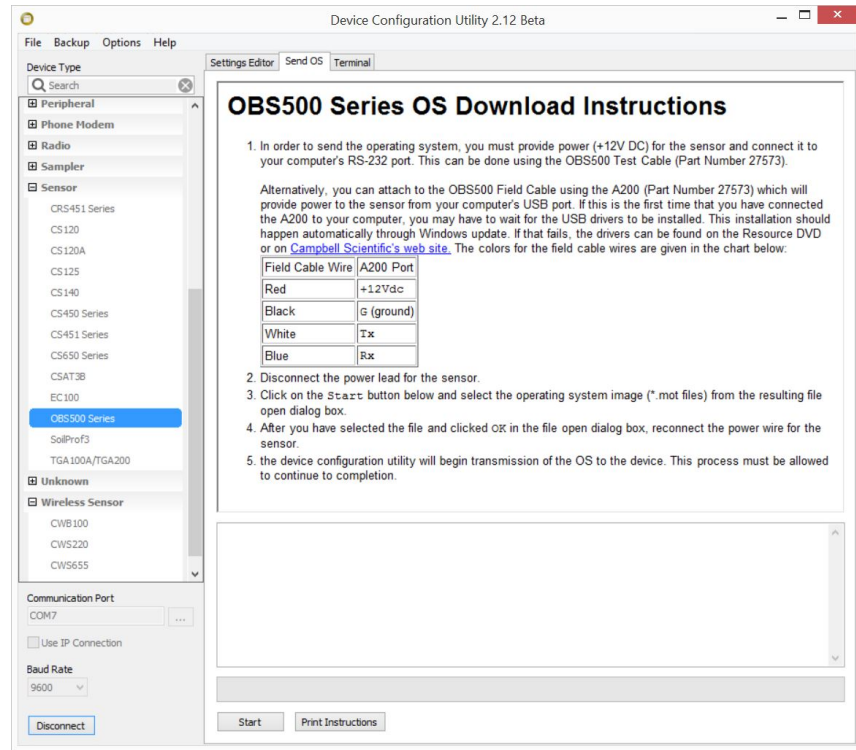 Device Configuration Utility 2.12 Beta
File Backup Options Help
Device Type
Search
Peripheral
Phone Modem
Radio
Sampler
Sensor
CRS451 Series
CS120
CS120A
CS125
CS140
CS450 Series
CS451 Series
CS650 Series
CSAT3B
EC100
OBS500 Series
SoilProf3
TGA100A/TGA200
Unknown
Wireless Sensor
CWB100
CWS220
CWS655
Communication Port
COM7
...
Use IP Connection
Baud Rate
9600
Disconnect
Settings Editor Send OS Terminal
OBS500 Series OS Download Instructions
1. In order to send the operating system, you must provide power (+12V DC) for the sensor and connect it to
your computer's RS-232 port. This can be done using the OBS500 Test Cable (Part Number 27573).
Alternatively, you can attach to the OBS500 Field Cable using the A200 (Part Number 27573) which will
provide power to the sensor from your computer's USB port. If this is the first time that you have connected
the A200 to your computer, you may have to wait for the USB drivers to be installed. This installation should
happen automatically through Windows update. If that fails, the drivers can be found on the Resource DVD
or on Campbell Scientific's web site. The colors for the field cable wires are given in the chart below:
Field Cable Wire A200 Port
Red +12Vdc
Black G (ground)
White Tx
Blue Rx
2. Disconnect the power lead for the sensor.
3. Click on the Start button below and select the operating system image (*.mot files) from the resulting file
open dialog box.
4. After you have selected the file and clicked OK in the file open dialog box, reconnect the power wire for the
sensor.
5. the device configuration utility will begin transmission of the OS to the device. This process must be allowed
to continue to completion.
Start Print Instructions